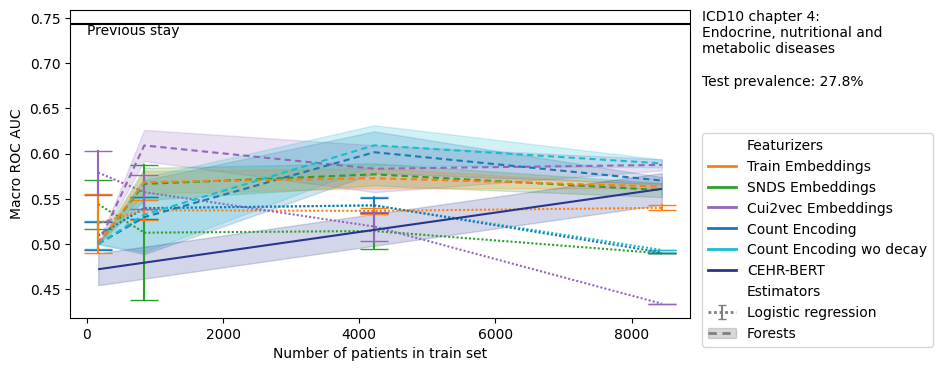 0.75
0.70
0.65
0.60
0.55
0.50
0.45
Macro ROC AUC
Previous stay
0
2000
4000
6000
8000
Number of patients in train set
ICD10 chapter 4:
Endocrine, nutritional and
metabolic diseases
Test prevalence: 27.8%
Featurizers
Train Embeddings
SNDS Embeddings
Cui2vec Embeddings
Count Encoding
Count Encoding wo decay
CEHR-BERT
Estimators
Logistic regression
Forests